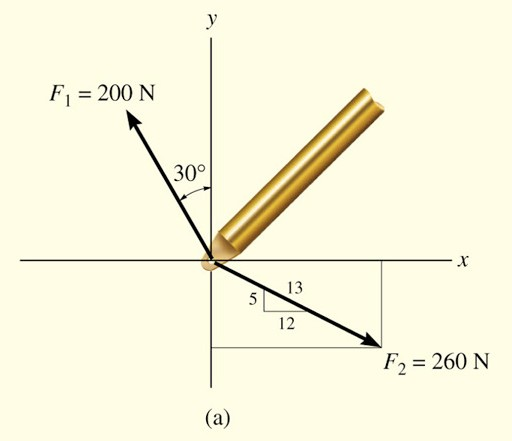 y
F₁ = 200 N
30°
x
5
13
12
F₂ = 260 N
(a)